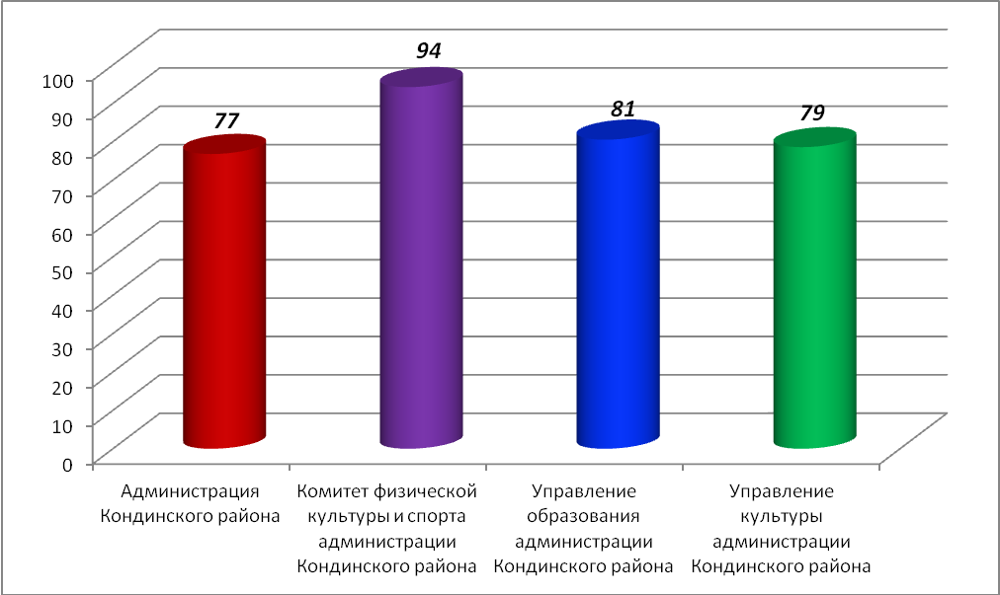 94
81
79
77
100
90
80
70
60
50
40
30
20
10
0
Администрация
Кондинского района
Комитет физической
культуры и спорта
администрации
Кондинского района
Управление
образования
администрации
Кондинского района
Управление
культуры
администрации
Кондинского района